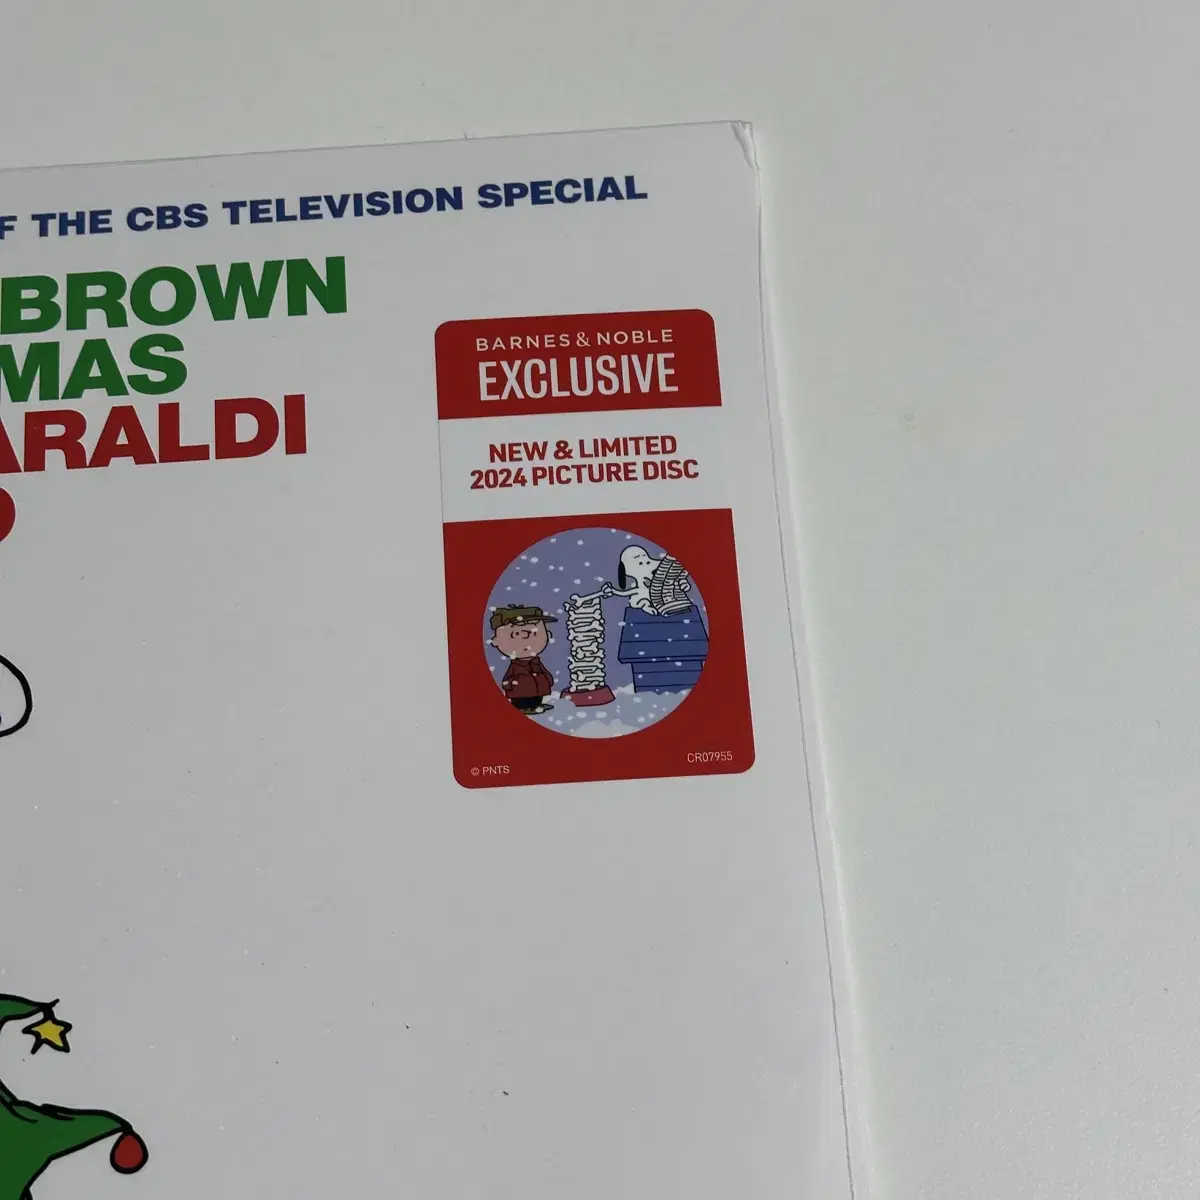 F THE CBS TELEVISION SPECIAL
BROWN
MAS
ARALDI
BARNES & NOBLE
EXCLUSIVE
NEW & LIMITED
2024 PICTURE DISC
© PNTS
CR07955